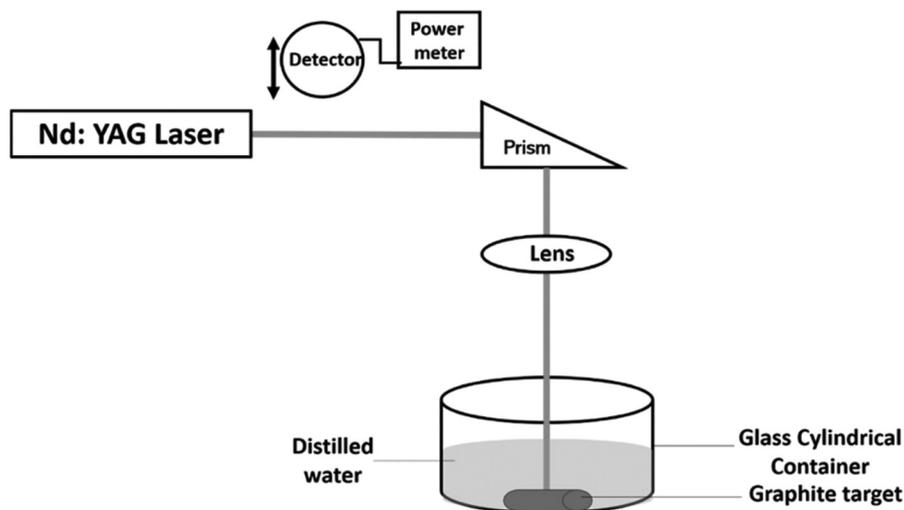 Power
meter
Detector
Nd: YAG Laser
Prism
Lens
Distilled
water
Glass Cylindrical
Container
Graphite target